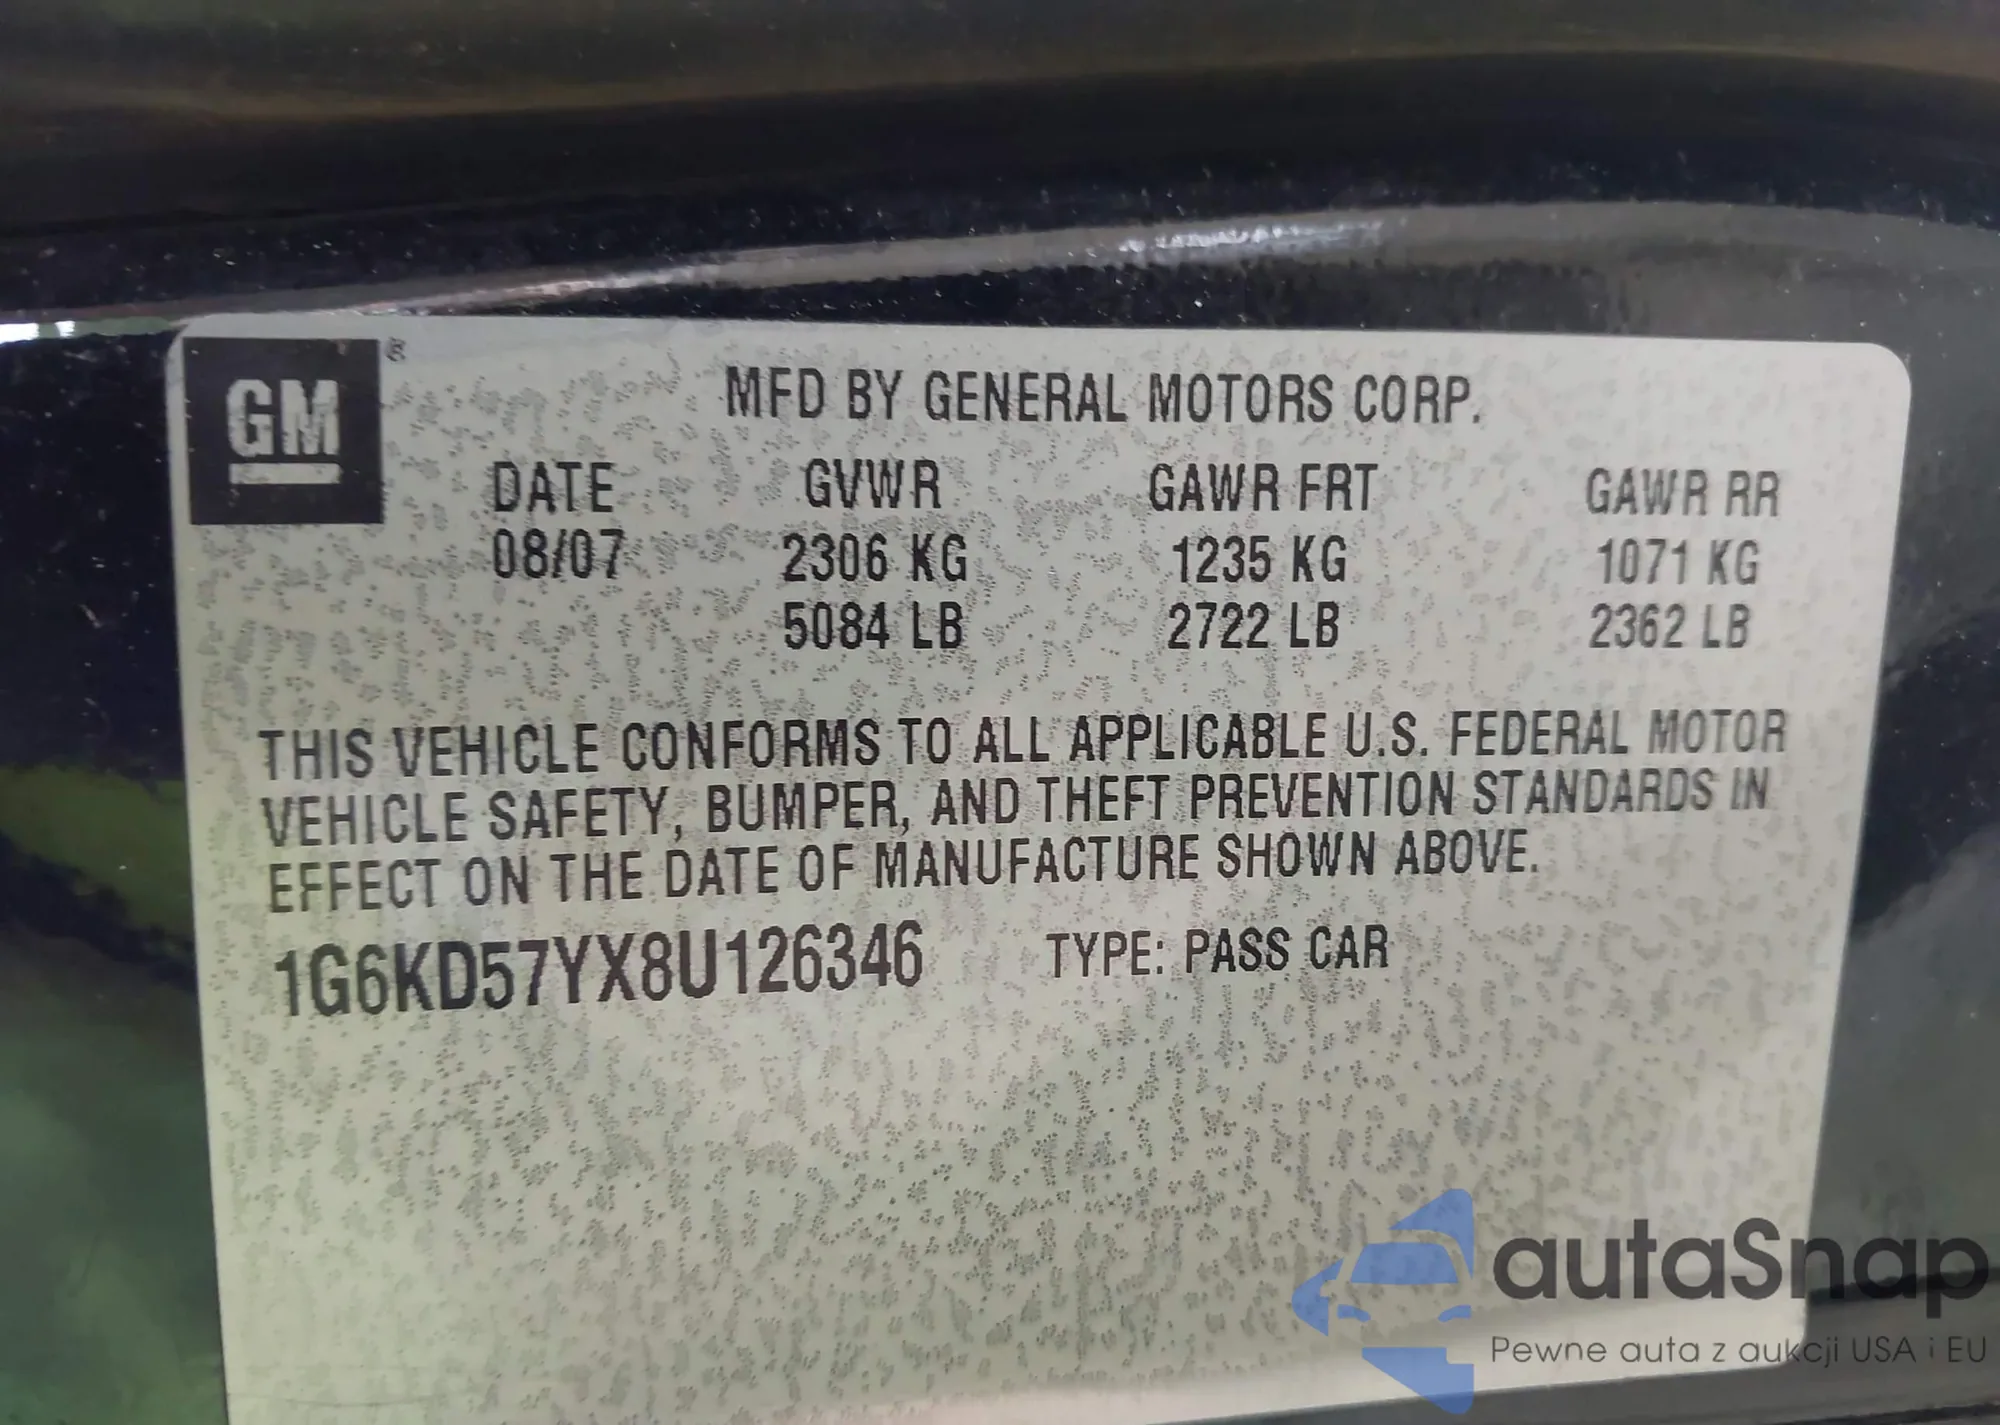 GM ®
MFD BY GENERAL MOTORS CORP.
DATE GVWR GAWR FRT GAWR RR
08/07 2306 KG 1235 KG 1071 KG
5084 LB 2722 LB 2362 LB
THIS VEHICLE CONFORMS TO ALL APPLICABLE U.S. FEDERAL MOTOR
VEHICLE SAFETY, BUMPER, AND THEFT PREVENTION STANDARDS IN
EFFECT ON THE DATE OF MANUFACTURE SHOWN ABOVE.
1G6KD57YX8U126346 TYPE: PASS CAR
autaSnap
Pewne auta z aukcji USA i EU